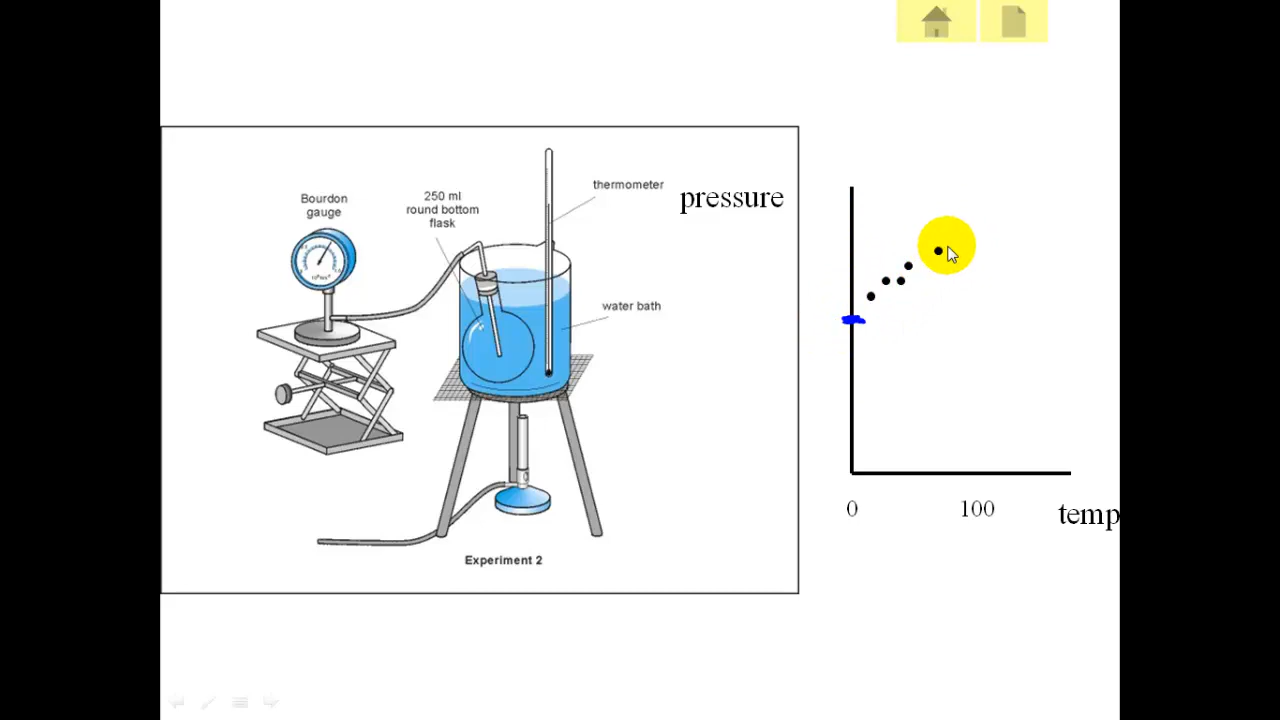 Bourdon
gauge
250 ml
round bottom
flask
thermometer
pressure
water bath
Experiment 2
0
100
temp